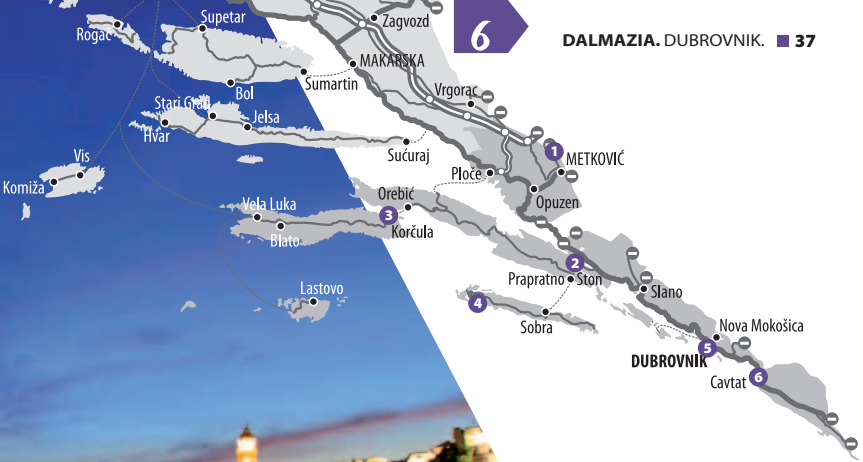 6
DALMAZIA. DUBROVNIK. 37
Supetar
Rogač
Zagvozd
MAKARSKA
Sumartin
Bol
Vrgorac
Stari Grad
Jelsa
Hvar
1
Sućuraj
METKOVIĆ
Vis
Ploče
Komiža
Orebić
Opuzen
Vela Luka
3
Korčula
Blato
2
Prapratno
Ston
Lastovo
4
Slano
Sobra
Nova Mokošica
5
DUBROVNIK
Cavtat
6